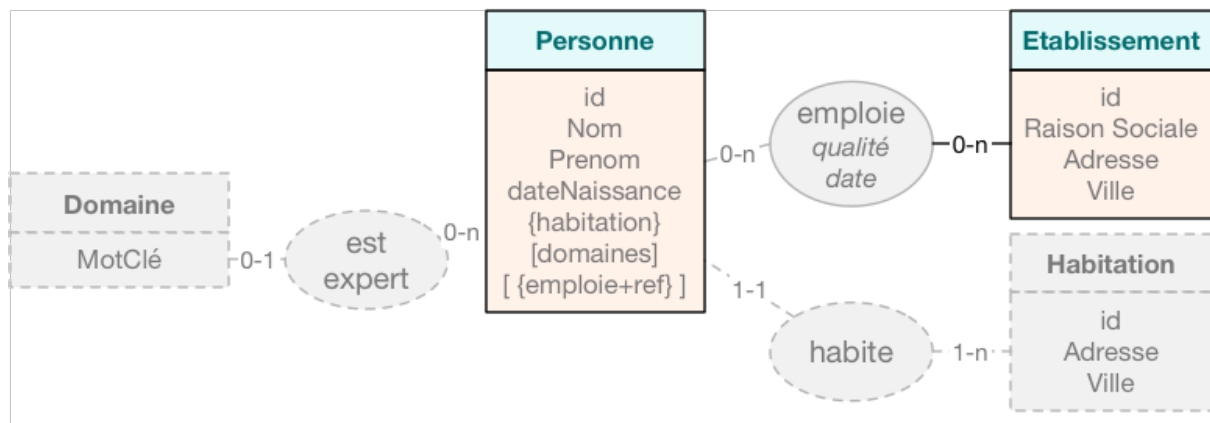 Personne
id
Nom
Prenom
dateNaissance
{habitation}
[domaines]
[ {emploie+ref} ]
Etablissement
id
Raison Sociale
Adresse
Ville
emploie
qualité
date
0-n
0-n
Domaine
MotClé
0-1
est
expert
0-n
1-1
habite
1-n
Habitation
id
Adresse
Ville